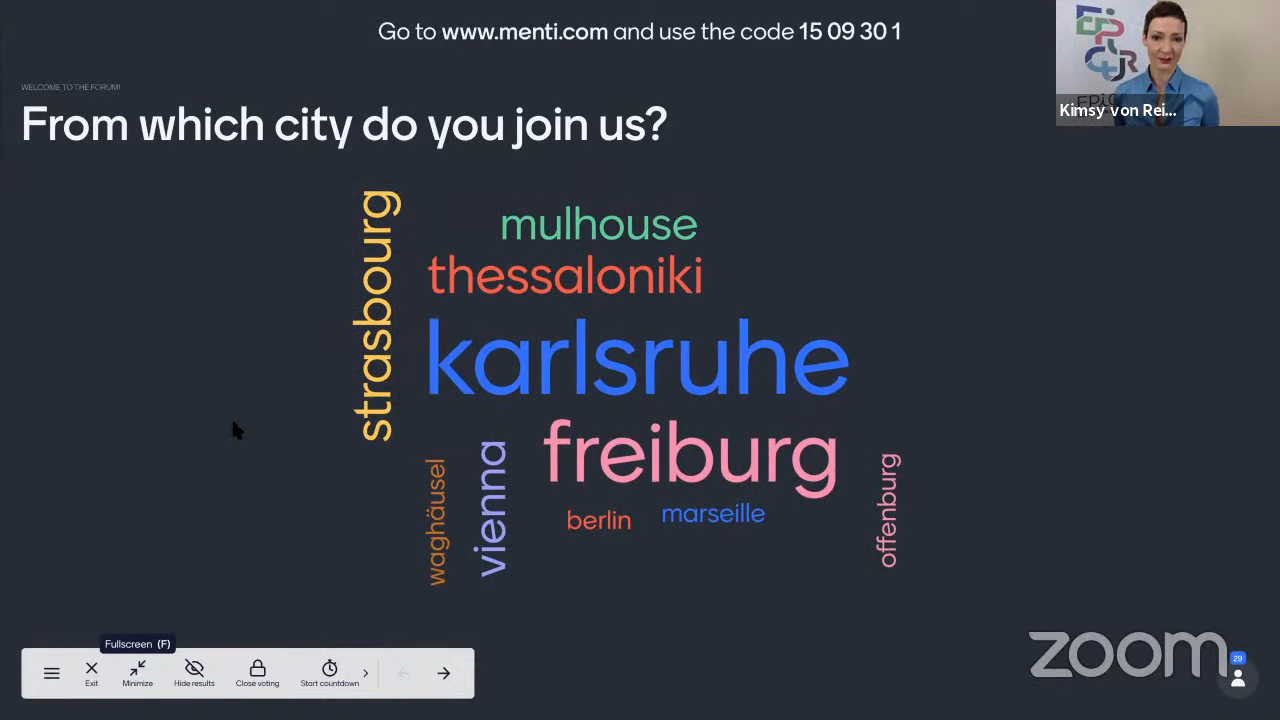 Go to www.menti.com and use the code 15 09 30 1
WELCOME TO THE FORUM!
From which city do you join us?
EPiCUR
EPIC
Kimsy von Rei...
strasbourg
mulhouse
thessaloniki
karlsruhe
freiburg
waghäusel
vienna
berlin
marseille
offenburg
Fullscreen (F)
Exit
Minimize
Hide results
Close voting
Start countdown
zoom
29